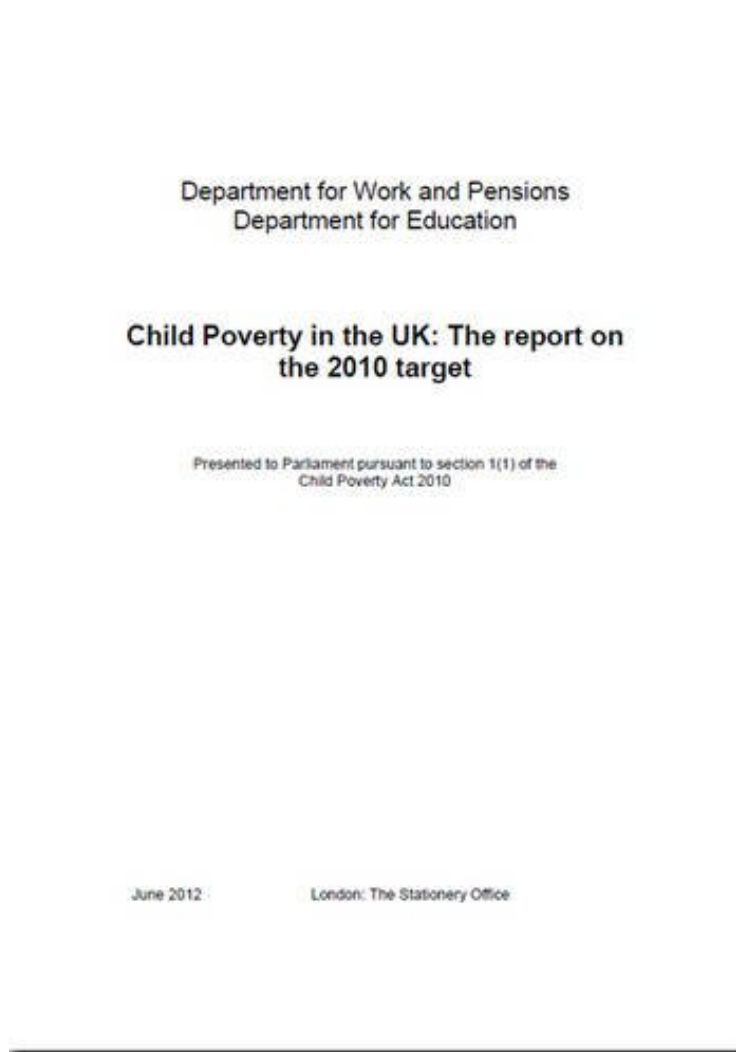 Department for Work and Pensions
Department for Education
Child Poverty in the UK: The report on
the 2010 target
Presented to Parliament pursuant to section 1(1) of the
Child Poverty Act 2010
June 2012 London: The Stationery Office